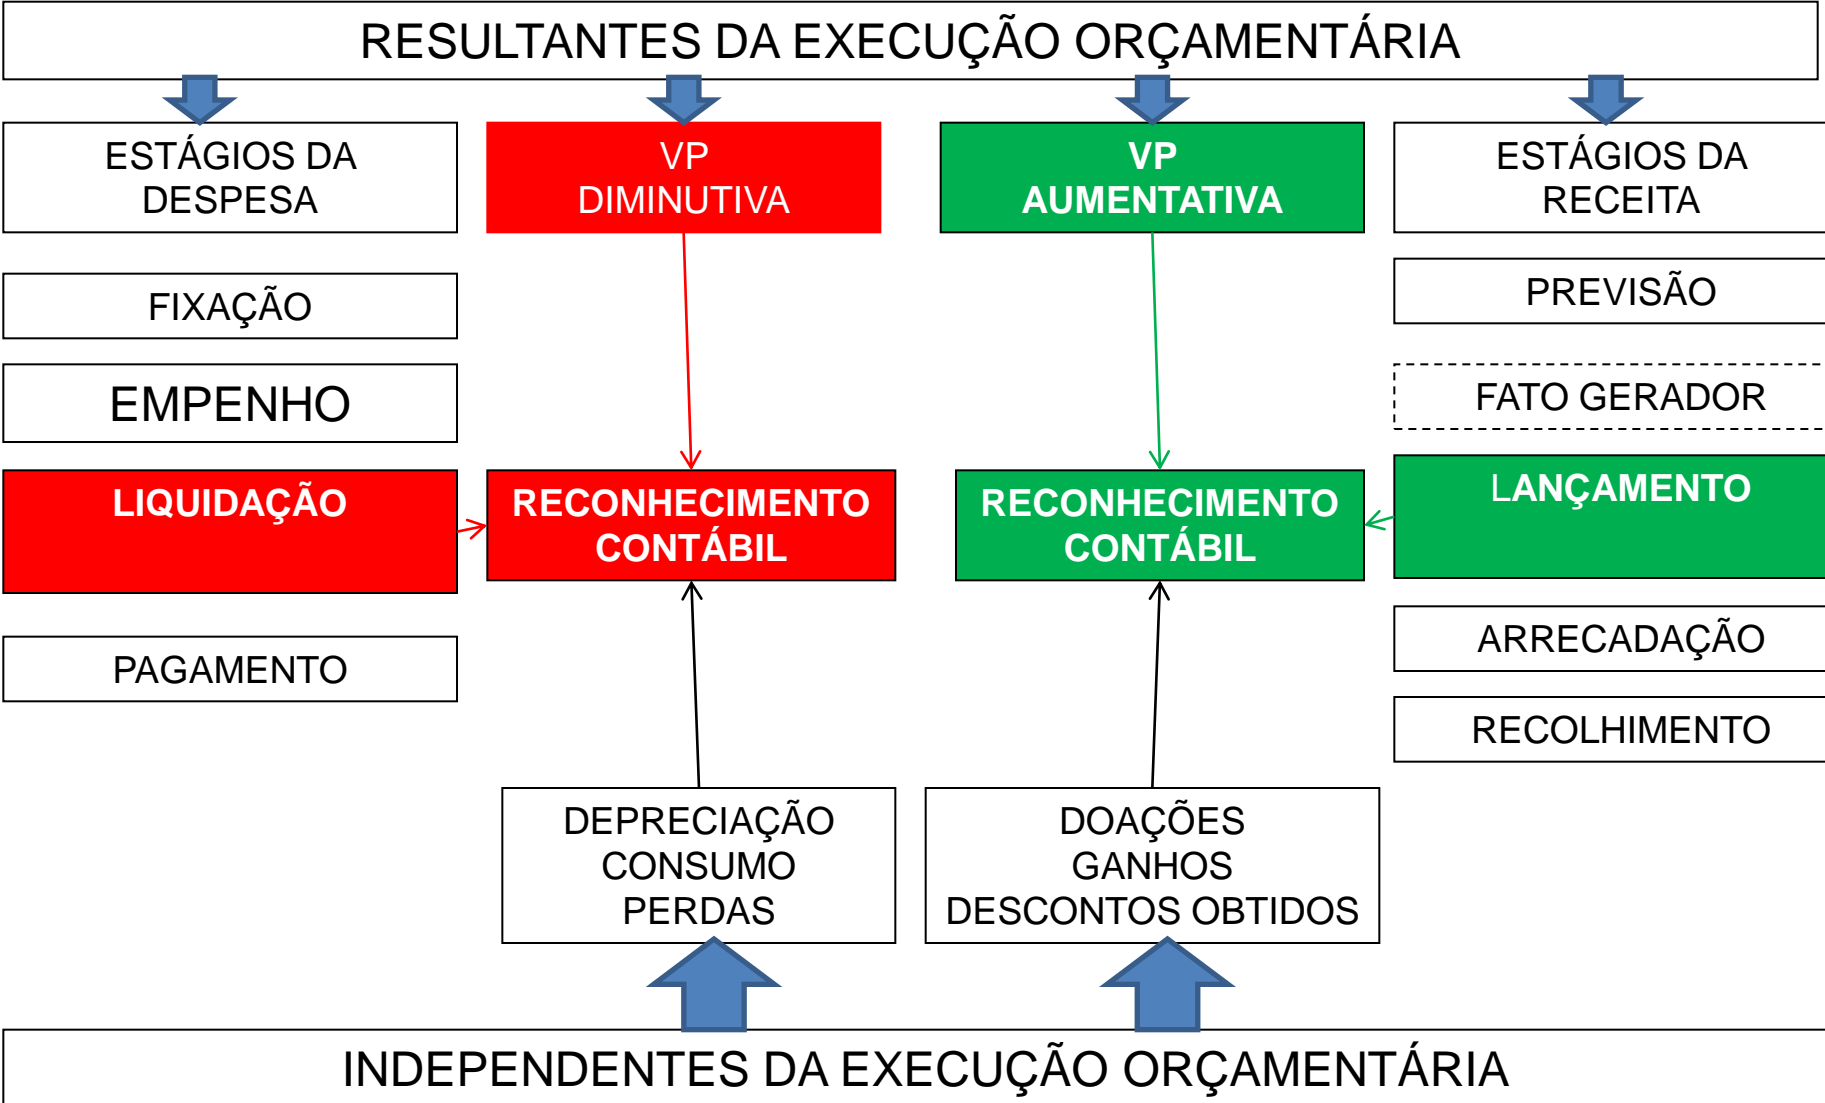 RESULTANTES DA EXECUÇÃO ORÇAMENTÁRIA
ESTÁGIOS DA
DESPESA
VP
DIMINUTIVA
VP
AUMENTATIVA
ESTÁGIOS DA
RECEITA
FIXAÇÃO
PREVISÃO
EMPENHO
FATO GERADOR
LIQUIDAÇÃO
RECONHECIMENTO
CONTÁBIL
RECONHECIMENTO
CONTÁBIL
LANÇAMENTO
PAGAMENTO
ARRECADAÇÃO
RECOLHIMENTO
DEPRECIAÇÃO
CONSUMO
PERDAS
DOAÇÕES
GANHOS
DESCONTOS OBTIDOS
INDEPENDENTES DA EXECUÇÃO ORÇAMENTÁRIA